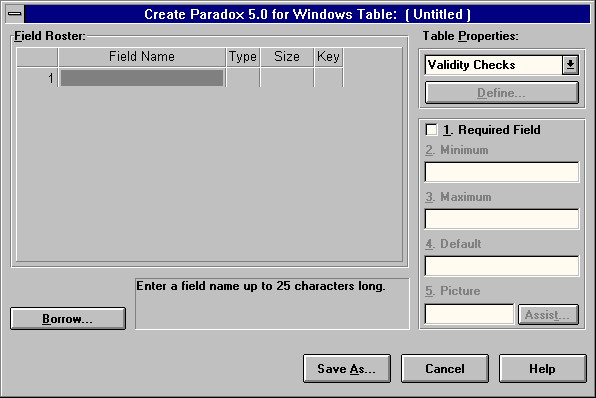 Create Paradox 5.0 for Windows Table: ( Untitled )
Field Roster:
Field Name Type Size Key
1
Enter a field name up to 25 characters long.
Borrow...
Table Properties:
Validity Checks
Define...
1. Required Field
2. Minimum
3. Maximum
4. Default
5. Picture
Assist...
Save As...
Cancel
Help